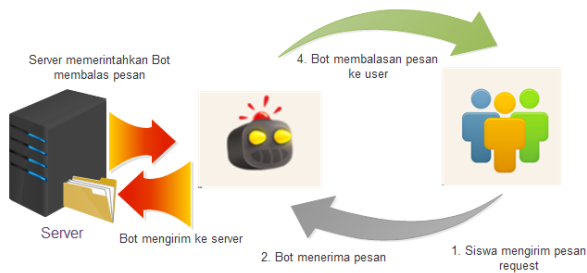 Server memerintahkan Bot
membalas pesan
4. Bot membalasan pesan
ke user
Server
Bot mengirim ke server
2. Bot menerima pesan
1. Siswa mengirim pesan
request